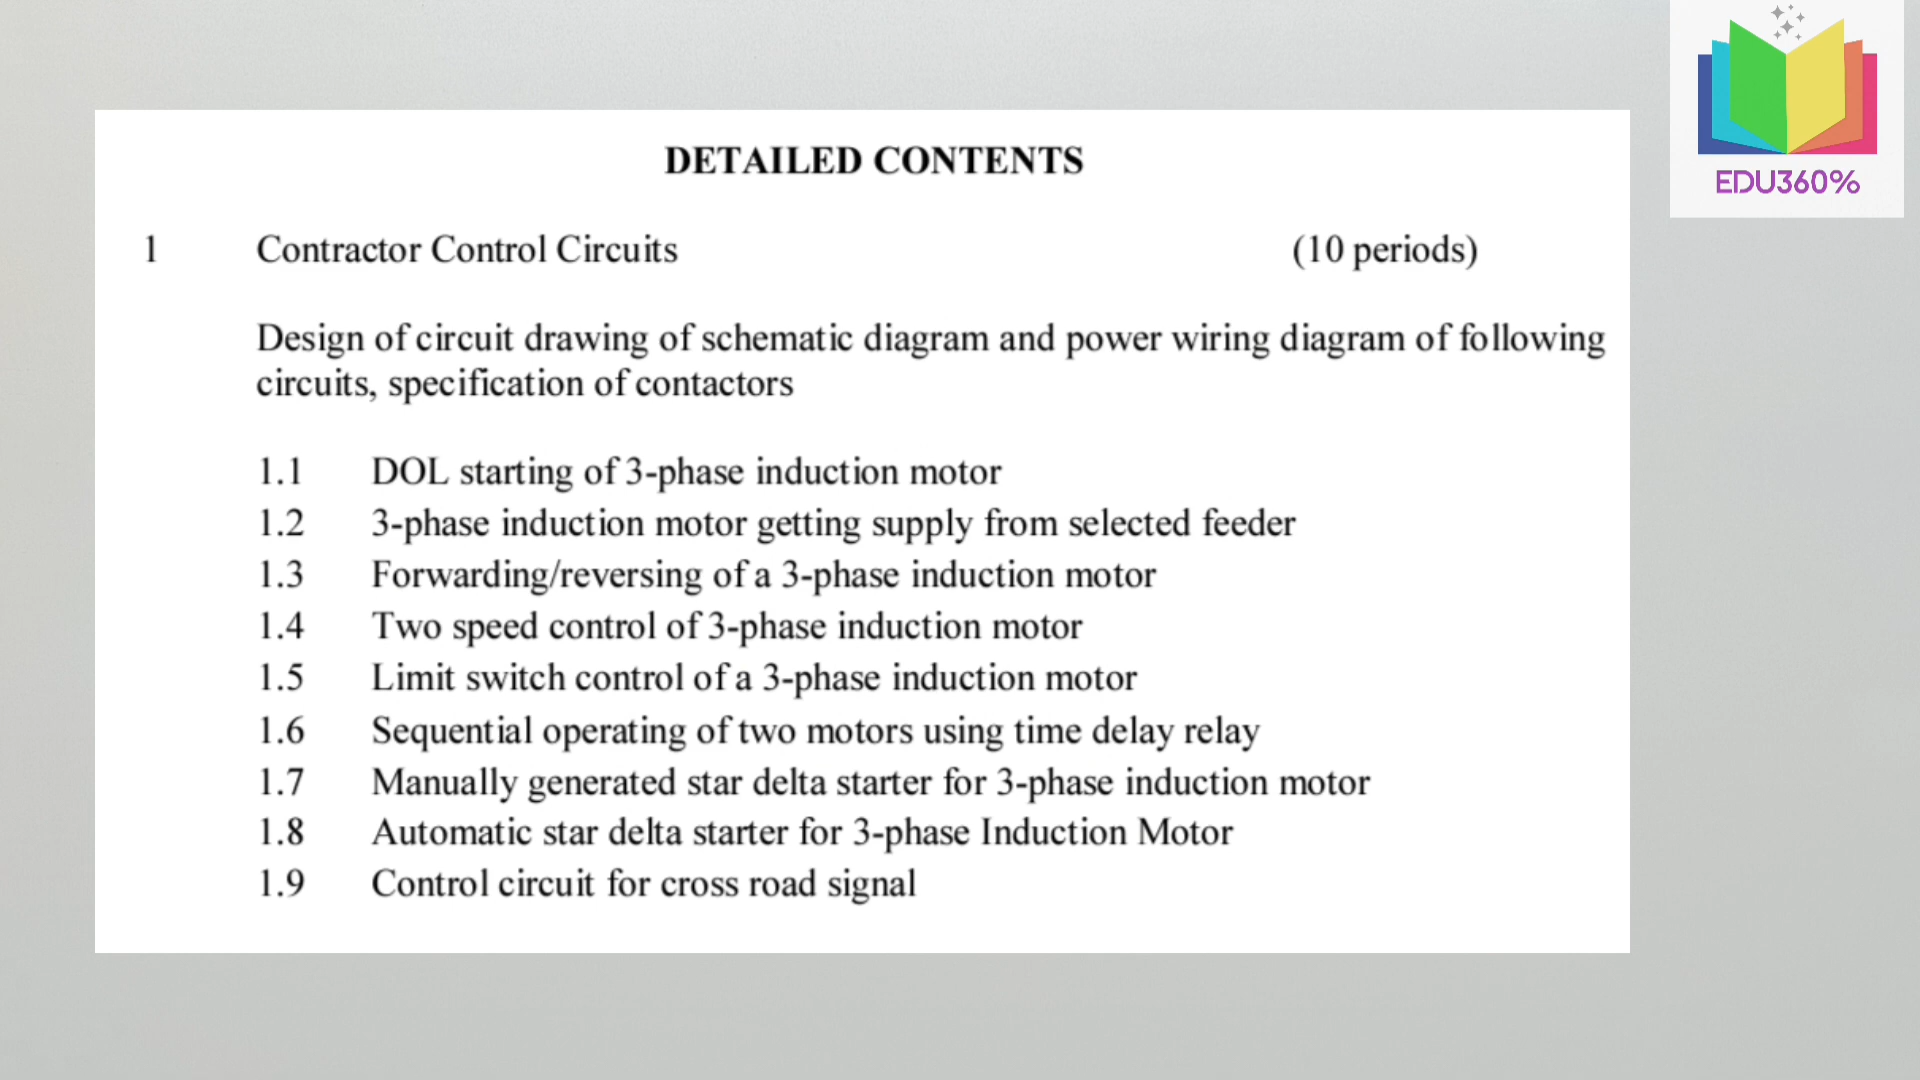 EDU360%
DETAILED CONTENTS
1 Contractor Control Circuits (10 periods)
Design of circuit drawing of schematic diagram and power wiring diagram of following
circuits, specification of contactors
1.1 DOL starting of 3-phase induction motor
1.2 3-phase induction motor getting supply from selected feeder
1.3 Forwarding/reversing of a 3-phase induction motor
1.4 Two speed control of 3-phase induction motor
1.5 Limit switch control of a 3-phase induction motor
1.6 Sequential operating of two motors using time delay relay
1.7 Manually generated star delta starter for 3-phase induction motor
1.8 Automatic star delta starter for 3-phase Induction Motor
1.9 Control circuit for cross road signal